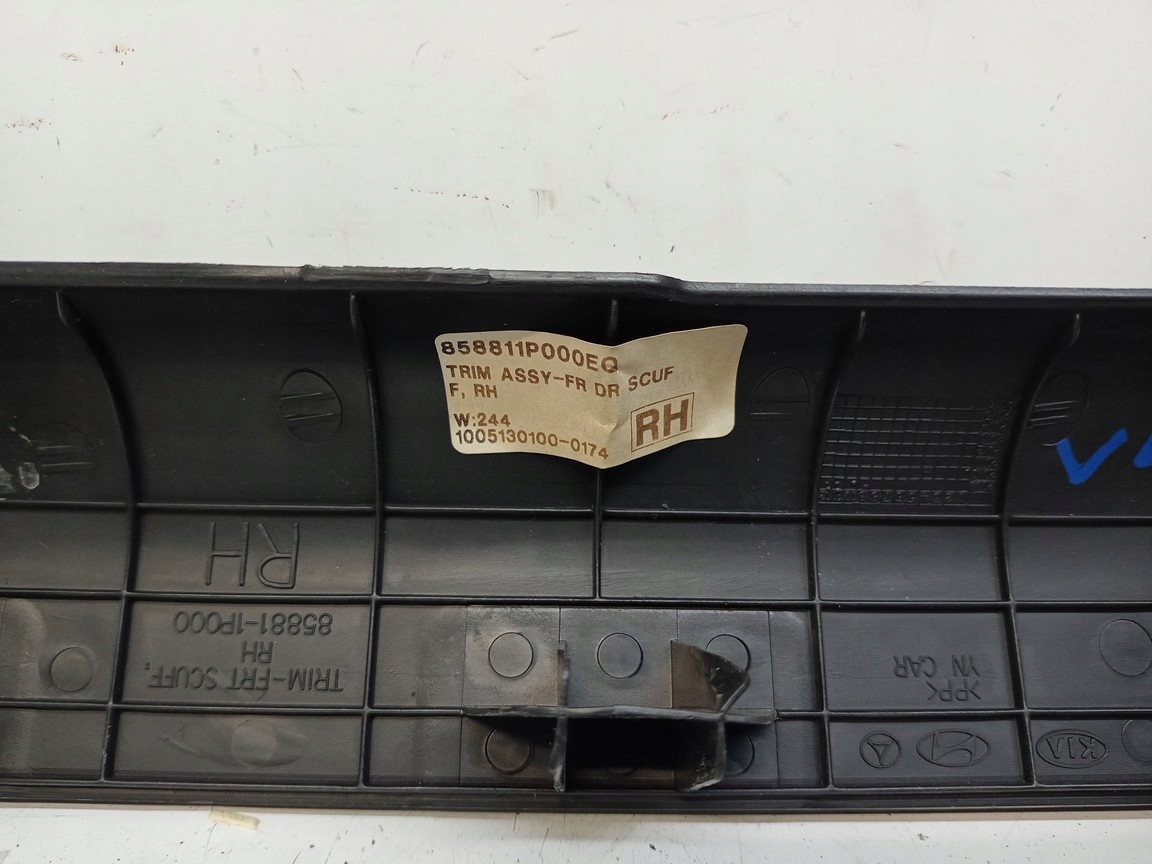 858811P000EQ
TRIM ASSY-FR DR SCUF
F, RH
W:244
1005130100-0174
RH
RH
TRIM-FRT SCUFF,
RH
85881-1P000
>PP<
YN CAR
KIA